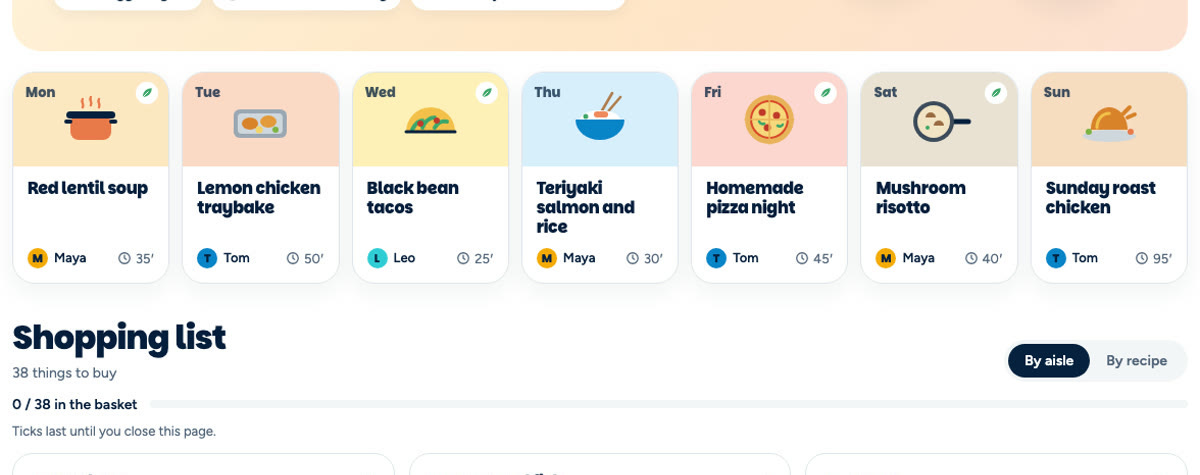 Mon
Tue
Wed
Thu
Fri
Sat
Sun
Red lentil soup
Lemon chicken
traybake
Black bean
tacos
Teriyaki
salmon and
rice
Homemade
pizza night
Mushroom
risotto
Sunday roast
chicken
M Maya 35′
T Tom 50′
L Leo 25′
M Maya 30′
T Tom 45′
M Maya 40′
T Tom 95′
Shopping list
38 things to buy
By aisle
By recipe
0 / 38 in the basket
Ticks last until you close this page.